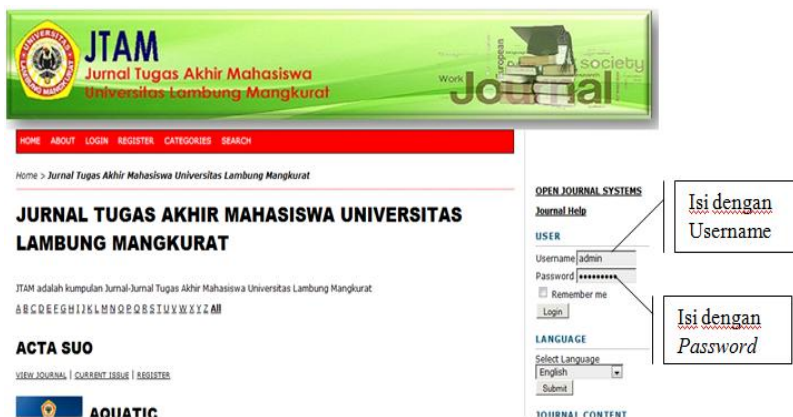 JTAM
Jurnal Tugas Akhir Mahasiswa
Universitas Lambung Mangkurat
European
Work
society
Journal
HOME ABOUT LOGIN REGISTER CATEGORIES SEARCH
Home > Jurnal Tugas Akhir Mahasiswa Universitas Lambung Mangkurat
JURNAL TUGAS AKHIR MAHASISWA UNIVERSITAS
LAMBUNG MANGKURAT
JTAM adalah kumpulan Jurnal-Jurnal Tugas Akhir Mahasiswa Universitas Lambung Mangkurat
A B C D E F G H I J K L M N O P Q R S T U V W X Y Z All
ACTA SUO
VIEW JOURNAL | CURRENT ISSUE | REGISTER
AQUATIC
OPEN JOURNAL SYSTEMS
Journal Help
USER
Username admin
Password •••••••••
Remember me
Login
LANGUAGE
Select Language
English
Submit
JOURNAL CONTENT
Isi dengan
Username
Isi dengan
Password